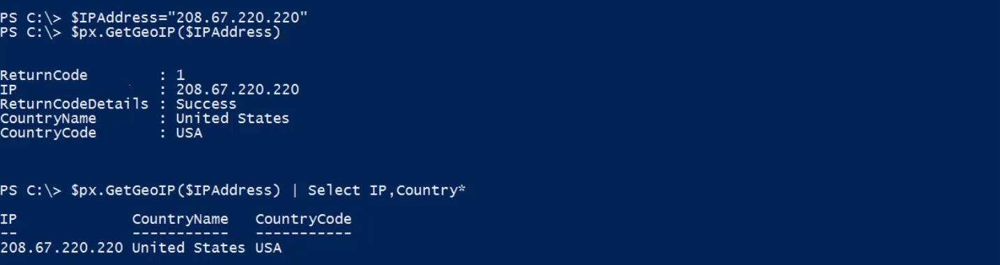 PS C:\> $IPAddress="208.67.220.220"
PS C:\> $px.GetGeoIP($IPAddress)
ReturnCode        : 1
IP                : 208.67.220.220
ReturnCodeDetails : Success
CountryName       : United States
CountryCode       : USA
PS C:\> $px.GetGeoIP($IPAddress) | Select IP,Country*
IP             CountryName   CountryCode
--             -----------   -----------
208.67.220.220 United States USA